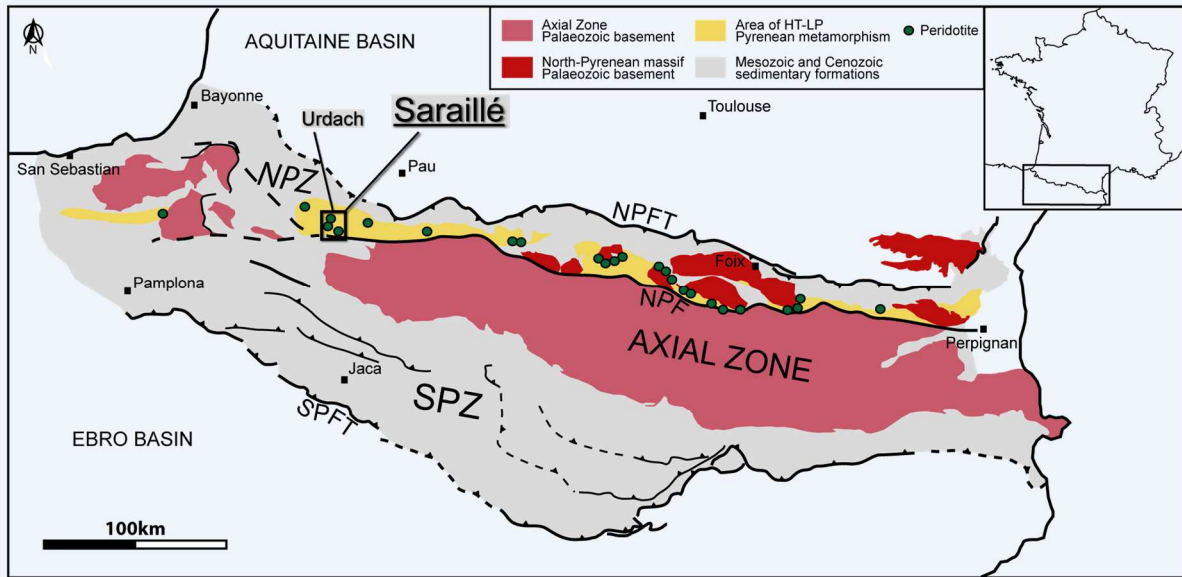 N
AQUITAINE BASIN
Axial Zone
Palaeozoic basement
North-Pyrenean massif
Palaeozoic basement
Area of HT-LP
Pyrenean metamorphism
Mesozoic and Cenozoic
sedimentary formations
Peridotite
Bayonne
Urdach
Saraillé
Toulouse
San Sebastian
NPZ
Pau
NPFT
Foix
Pamplona
NPF
AXIAL ZONE
Perpignan
Jaca
SPZ
SPFT
EBRO BASIN
100km